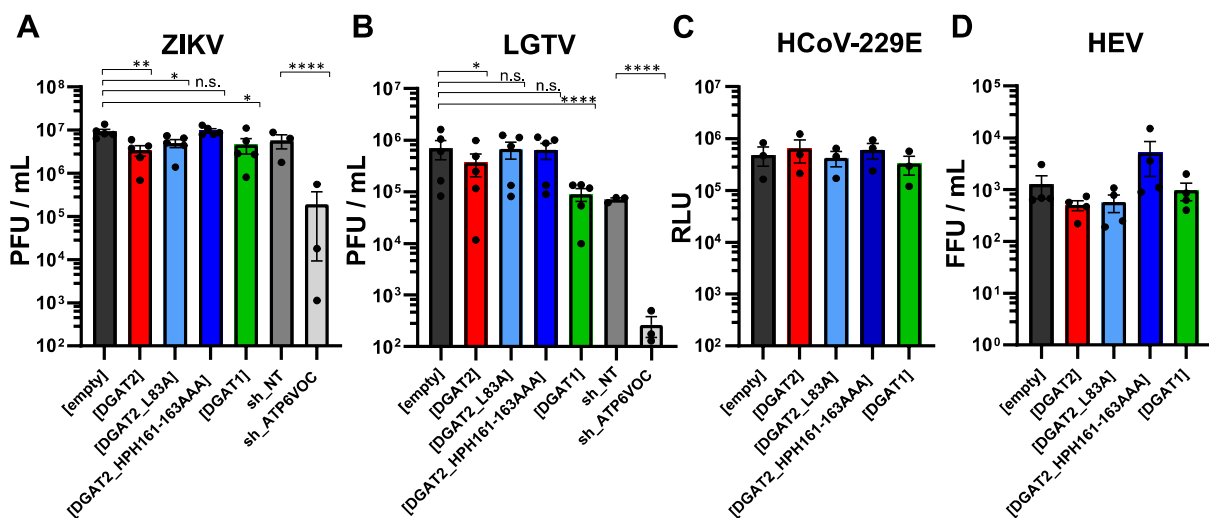 A
ZIKV
PFU / mL
10⁸
10⁷
10⁶
10⁵
10⁴
10³
10²
**
*
n.s.
*
****
[empty]
[DGAT2]
[DGAT2_L83A]
[DGAT2_HPH161-163AAA]
[DGAT1]
sh_NT
sh_ATP6VOC
B
LGTV
PFU / mL
10⁷
10⁶
10⁵
10⁴
10³
10²
*
n.s.
n.s.
****
****
[empty]
[DGAT2]
[DGAT2_L83A]
[DGAT2_HPH161-163AAA]
[DGAT1]
sh_NT
sh_ATP6VOC
C
HCoV-229E
RLU
10⁷
10⁶
10⁵
10⁴
10³
10²
[empty]
[DGAT2]
[DGAT2_L83A]
[DGAT2_HPH161-163AAA]
[DGAT1]
D
HEV
FFU / mL
10⁵
10⁴
10³
10²
10¹
10⁰
[empty]
[DGAT2]
[DGAT2_L83A]
[DGAT2_HPH161-163AAA]
[DGAT1]